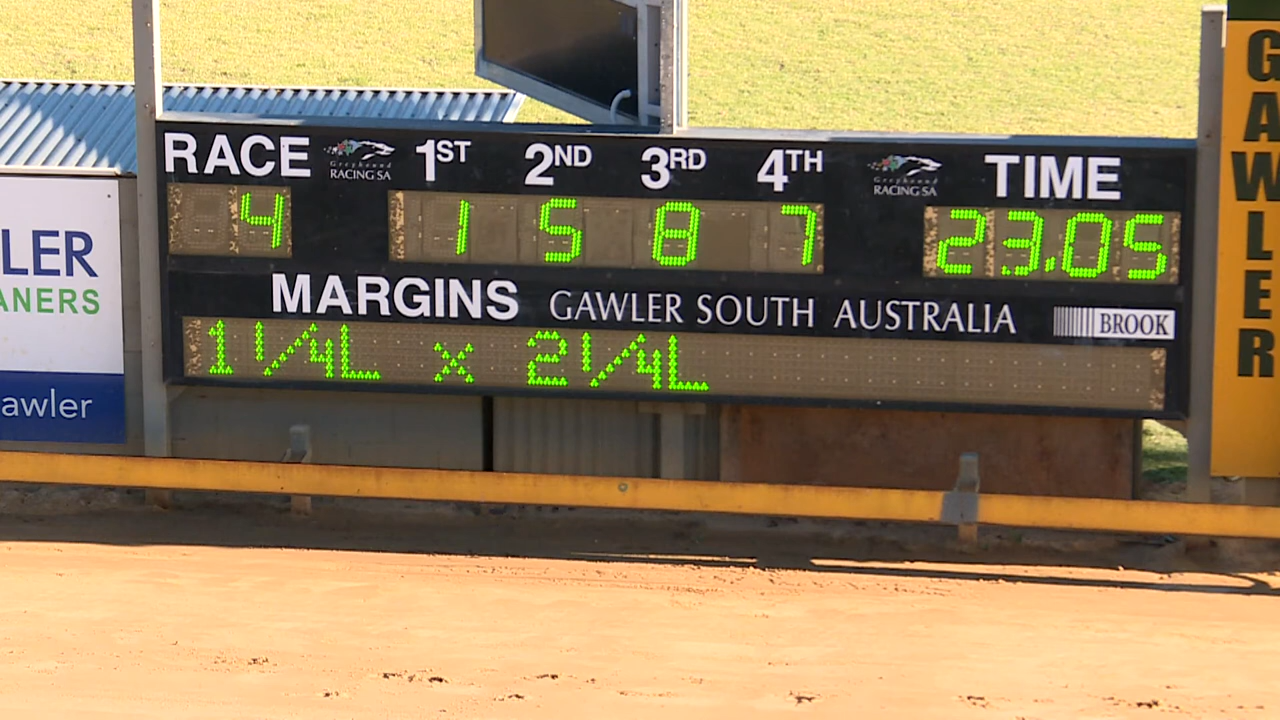 RACE Greyhound RACING SA 1ST 2ND 3RD 4TH Greyhound RACING SA TIME
4 1 5 8 7 23.05
MARGINS GAWLER SOUTH AUSTRALIA BROOK
1 1/4L x 2 1/4L
LER
ANERS
awler
GAWLER